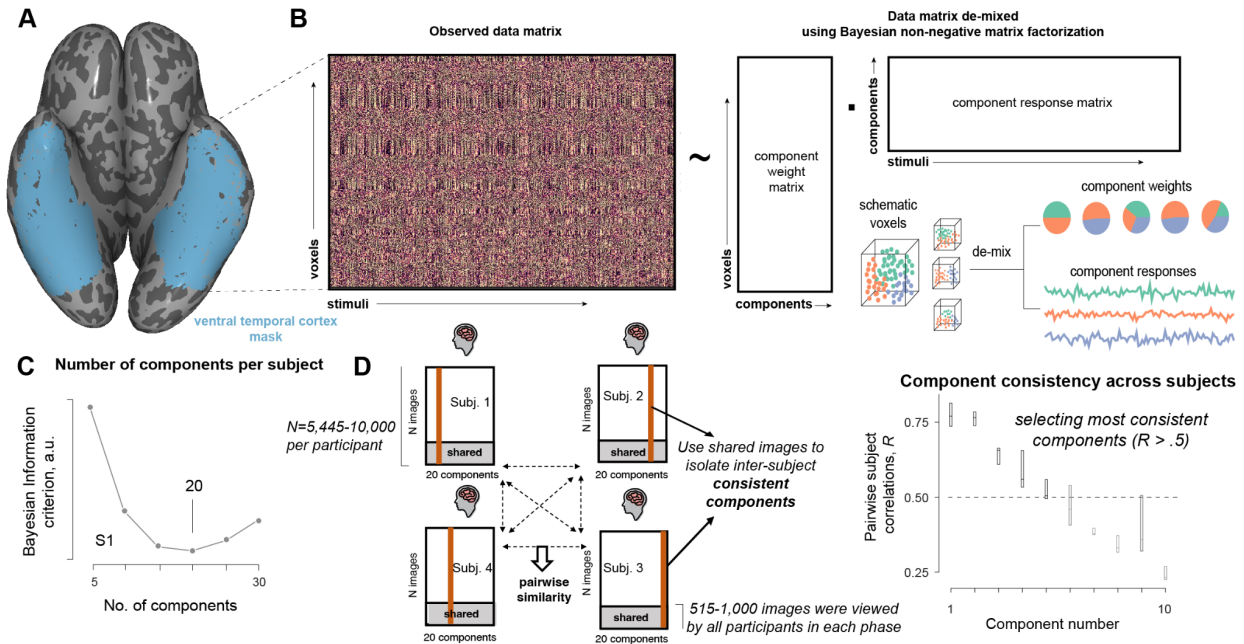 A
ventral temporal cortex
mask
B
Observed data matrix
voxels
stimuli
~
Data matrix de-mixed
using Bayesian non-negative matrix factorization
voxels
component
weight
matrix
components
components
component response matrix
stimuli
schematic
voxels
de-mix
component weights
component responses
C
Number of components per subject
Bayesian Information
criterion, a.u.
20
S1
5
30
No. of components
D
N=5,445-10,000
per participant
N images
Subj. 1
shared
20 components
N images
Subj. 2
shared
20 components
N images
Subj. 4
shared
20 components
N images
Subj. 3
shared
20 components
pairwise
similarity
Use shared images to
isolate inter-subject
consistent
components
515-1,000 images were viewed
by all participants in each phase
Component consistency across subjects
selecting most consistent
components (R > .5)
Pairwise subject
correlations, R
0.75
0.50
0.25
1
10
Component number